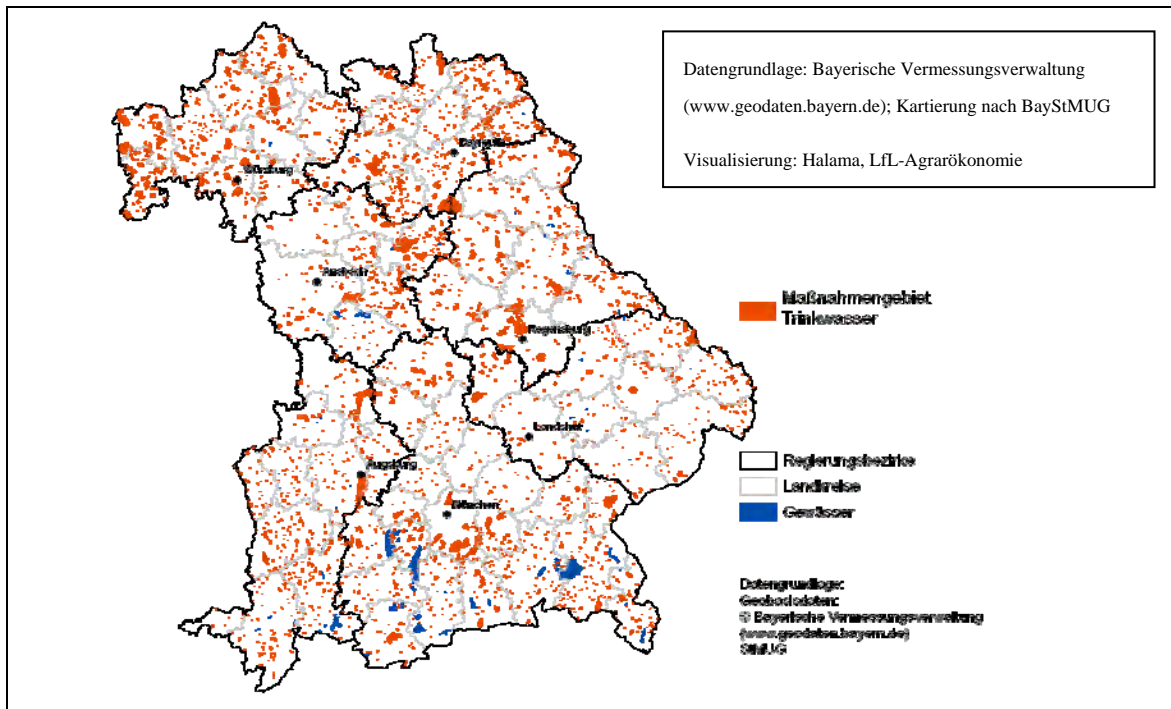 Datengrundlage: Bayerische Vermessungsverwaltung
(www.geodaten.bayern.de); Kartierung nach BayStMUG
Visualisierung: Halama, LfL-Agrarökonomie
Bayreuth
Würzburg
Ansbach
Maßnahmengebiet
Trinkwasser
Regensburg
Landshut
Augsburg
München
Regierungsbezirke
Landkreise
Gewässer
Datengrundlage:
Geobasisdaten:
© Bayerische Vermessungsverwaltung
(www.geodaten.bayern.de)
StMUG